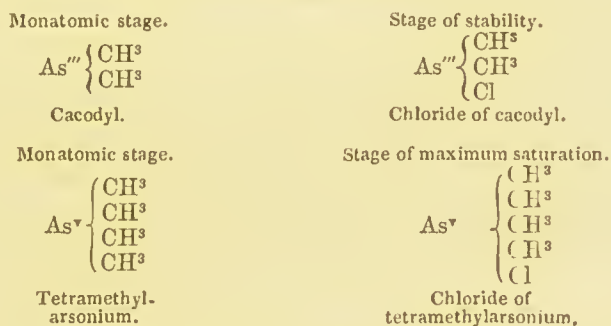 Monatomic stage.
As‴ { CH³
CH³
Cacodyl.
Stage of stability.
As‴ { CH³
CH³
Cl
Chloride of cacodyl.
Monatomic stage.
Asᵛ { CH³
CH³
CH³
CH³
Tetramethyl-
arsonium.
Stage of maximum saturation.
Asᵛ { CH³
CH³
CH³
CH³
Cl
Chloride of
tetramethylarsonium.